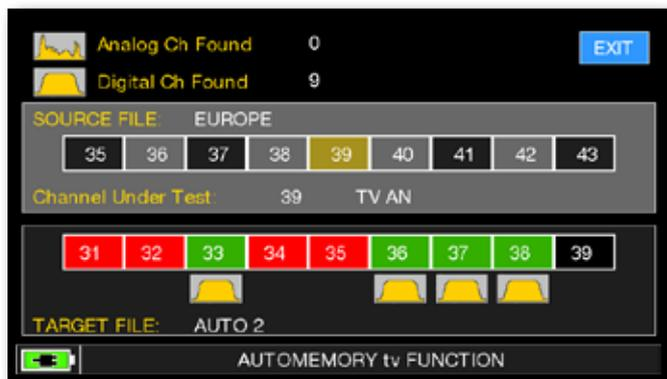 Analog Ch Found 0
EXIT
Digital Ch Found 9
SOURCE FILE: EUROPE
35 36 37 38 39 40 41 42 43
Channel Under Test: 39 TV AN
31 32 33 34 35 36 37 38 39
TARGET FILE: AUTO 2
AUTOMEMORY tv FUNCTION